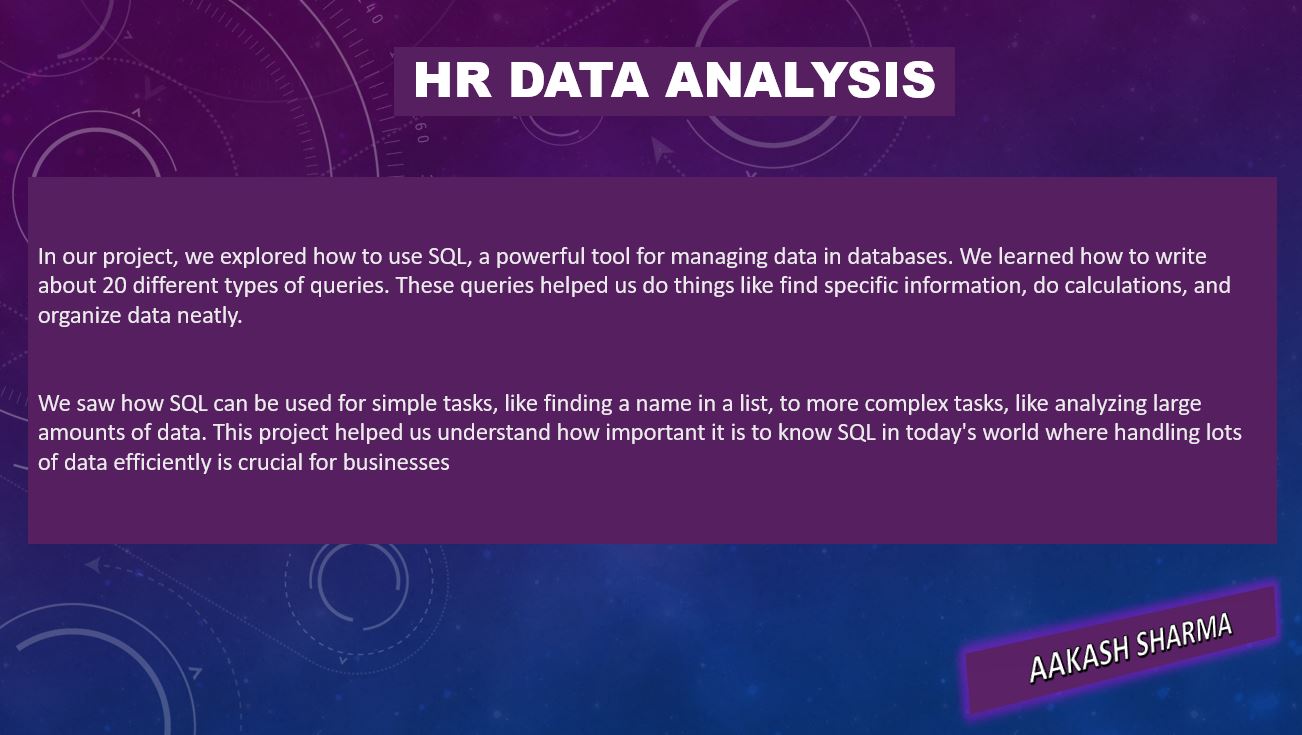 HR DATA ANALYSIS
In our project, we explored how to use SQL, a powerful tool for managing data in databases. We learned how to write
about 20 different types of queries. These queries helped us do things like find specific information, do calculations, and
organize data neatly.
We saw how SQL can be used for simple tasks, like finding a name in a list, to more complex tasks, like analyzing large
amounts of data. This project helped us understand how important it is to know SQL in today's world where handling lots
of data efficiently is crucial for businesses
AAKASH SHARMA
40
60